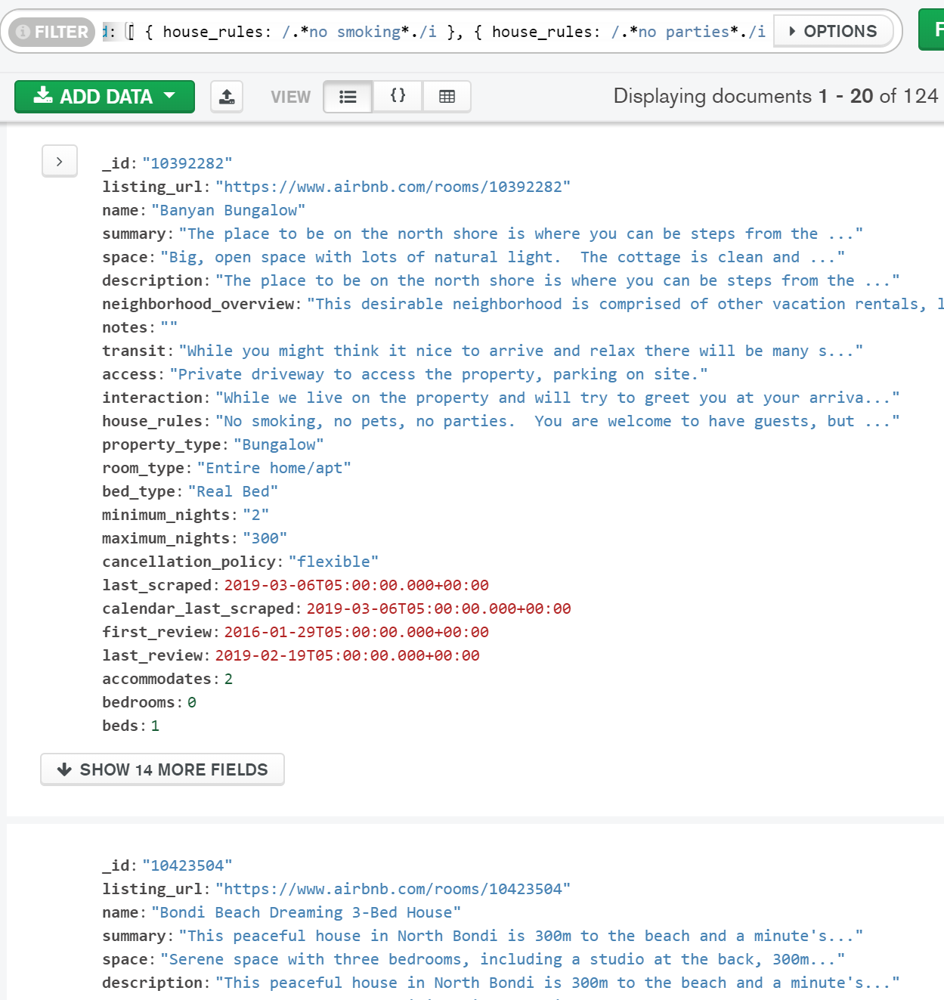 FILTER d: [ { house_rules: /.*no smoking*./i }, { house_rules: /.*no parties*./i OPTIONS F
ADD DATA VIEW {} Displaying documents 1 - 20 of 124
_id: "10392282"
listing_url: "https://www.airbnb.com/rooms/10392282"
name: "Banyan Bungalow"
summary: "The place to be on the north shore is where you can be steps from the ..."
space: "Big, open space with lots of natural light.  The cottage is clean and ..."
description: "The place to be on the north shore is where you can be steps from the ..."
neighborhood_overview: "This desirable neighborhood is comprised of other vacation rentals, l
notes: ""
transit: "While you might think it nice to arrive and relax there will be many s..."
access: "Private driveway to access the property, parking on site."
interaction: "While we live on the property and will try to greet you at your arriva..."
house_rules: "No smoking, no pets, no parties.  You are welcome to have guests, but ..."
property_type: "Bungalow"
room_type: "Entire home/apt"
bed_type: "Real Bed"
minimum_nights: "2"
maximum_nights: "300"
cancellation_policy: "flexible"
last_scraped: 2019-03-06T05:00:00.000+00:00
calendar_last_scraped: 2019-03-06T05:00:00.000+00:00
first_review: 2016-01-29T05:00:00.000+00:00
last_review: 2019-02-19T05:00:00.000+00:00
accommodates: 2
bedrooms: 0
beds: 1
SHOW 14 MORE FIELDS
_id: "10423504"
listing_url: "https://www.airbnb.com/rooms/10423504"
name: "Bondi Beach Dreaming 3-Bed House"
summary: "This peaceful house in North Bondi is 300m to the beach and a minute's..."
space: "Serene space with three bedrooms, including a studio at the back, 300m..."
description: "This peaceful house in North Bondi is 300m to the beach and a minute's..."